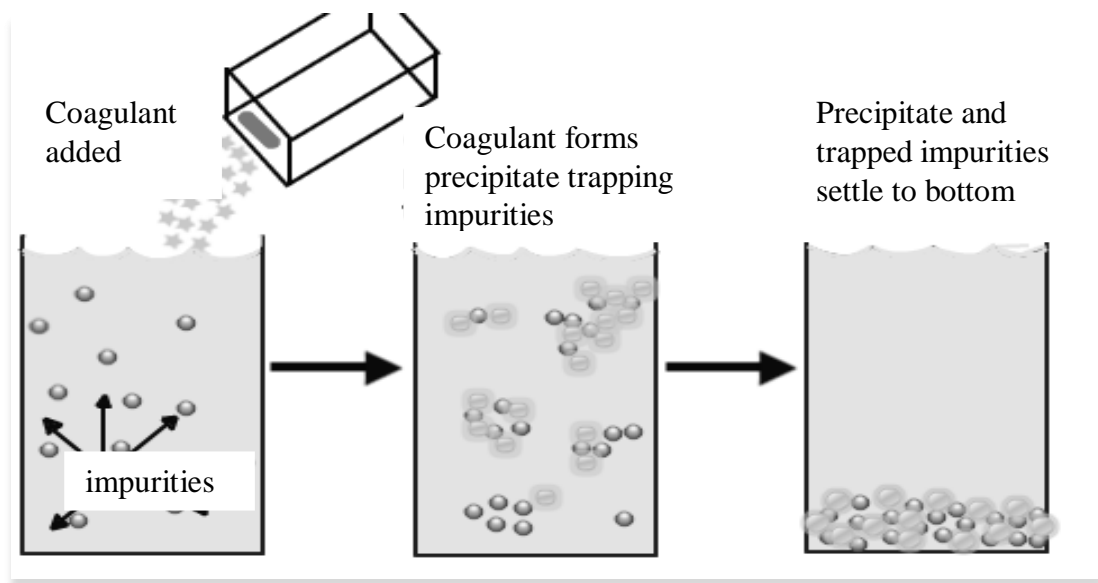 Coagulant
added
Coagulant forms
precipitate trapping
impurities
Precipitate and
trapped impurities
settle to bottom
impurities